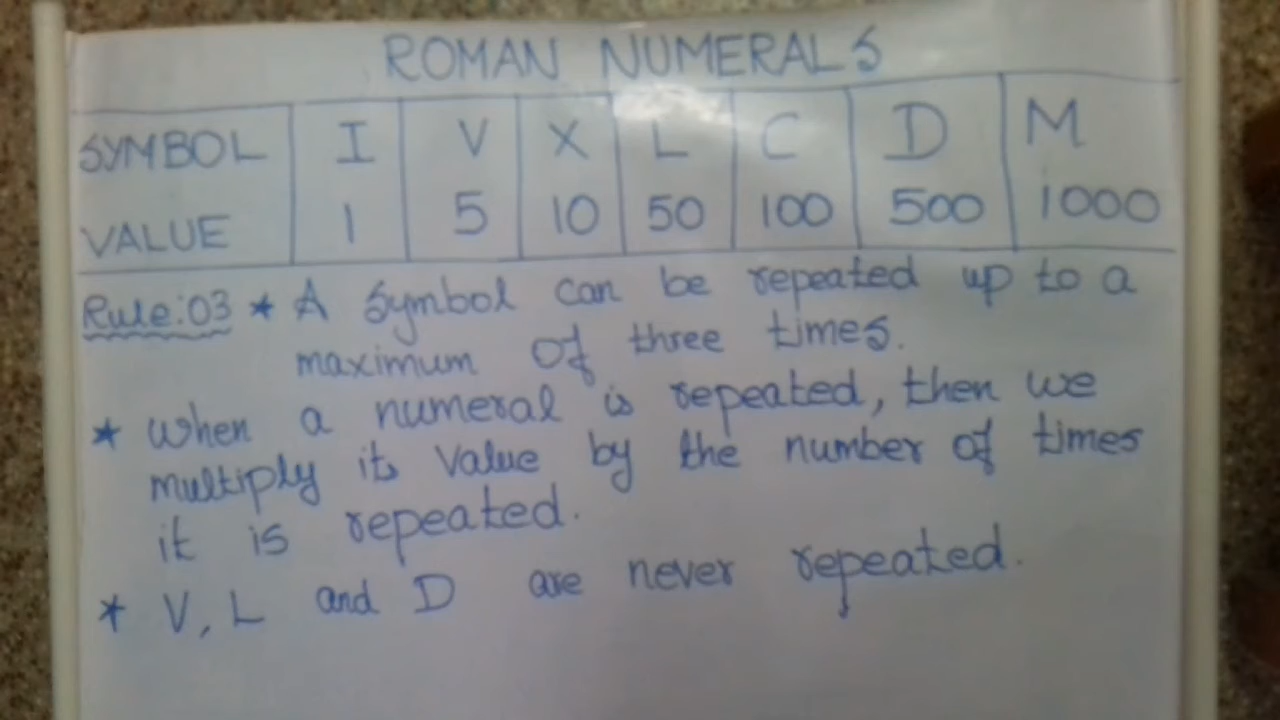 ROMAN NUMERALS
SYMBOL I V X L C D M
VALUE 1 5 10 50 100 500 1000
Rule:03 * A symbol can be repeated up to a
maximum of three times.
* When a numeral is repeated, then we
multiply its value by the number of times
it is repeated.
* V, L and D are never repeated.